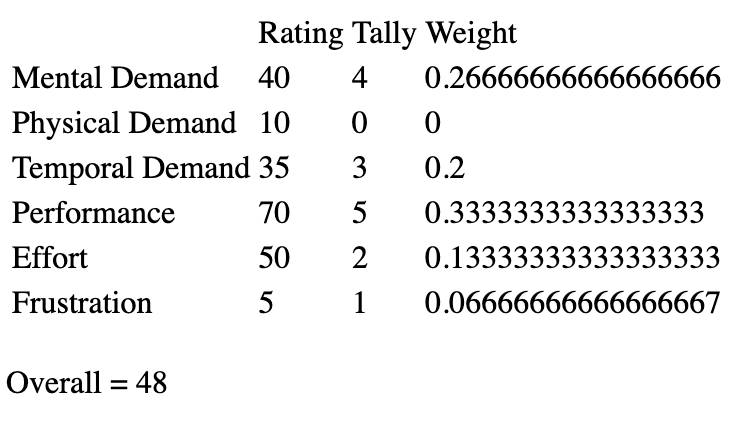 Rating Tally Weight
Mental Demand 40 4 0.26666666666666666
Physical Demand 10 0 0
Temporal Demand 35 3 0.2
Performance 70 5 0.3333333333333333
Effort 50 2 0.13333333333333333
Frustration 5 1 0.06666666666666667
Overall = 48